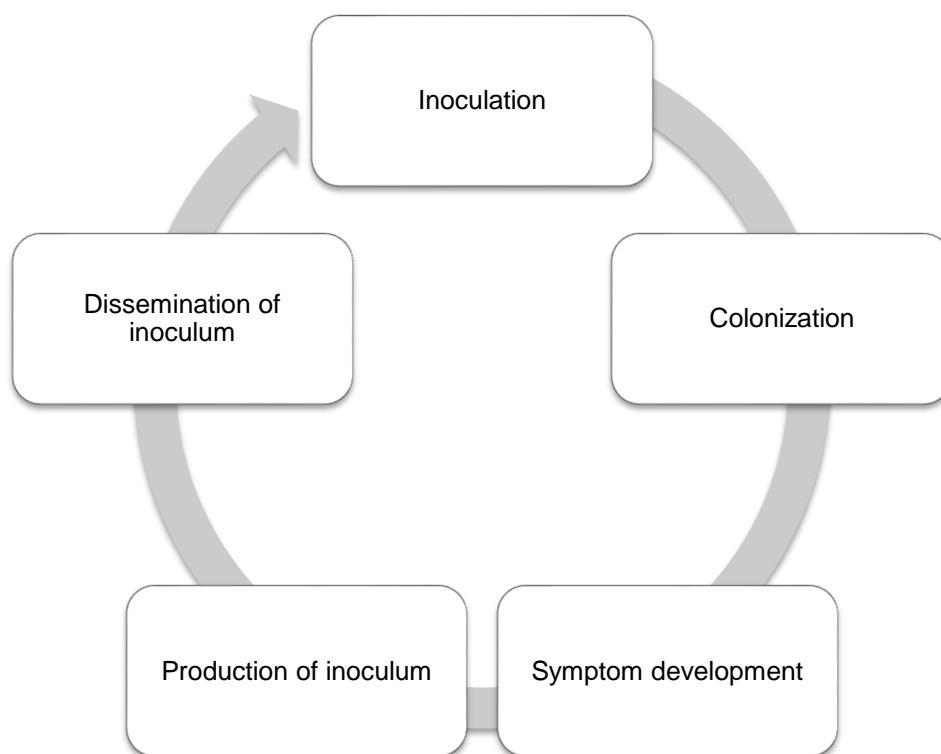 Inoculation
Colonization
Symptom development
Production of inoculum
Dissemination of
inoculum